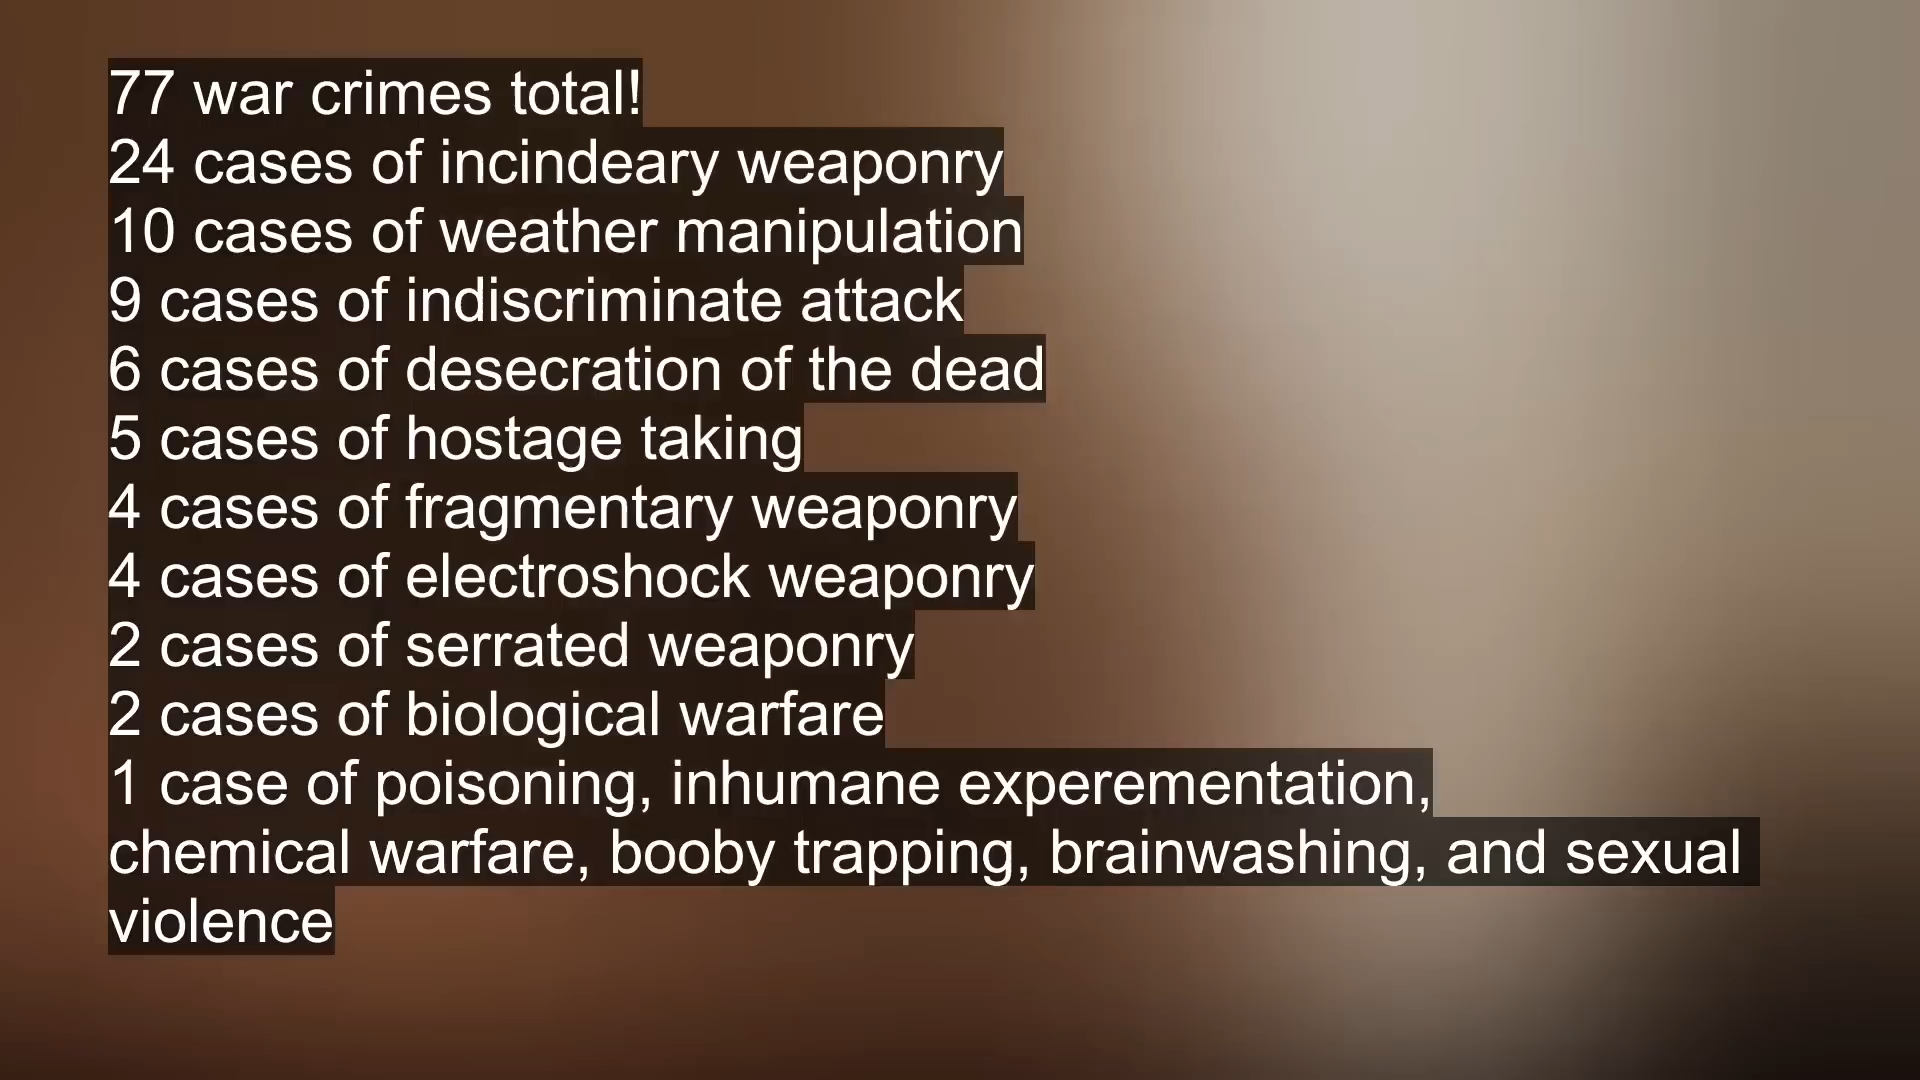 77 war crimes total!
24 cases of incindeary weaponry
10 cases of weather manipulation
9 cases of indiscriminate attack
6 cases of desecration of the dead
5 cases of hostage taking
4 cases of fragmentary weaponry
4 cases of electroshock weaponry
2 cases of serrated weaponry
2 cases of biological warfare
1 case of poisoning, inhumane experementation,
chemical warfare, booby trapping, brainwashing, and sexual
violence